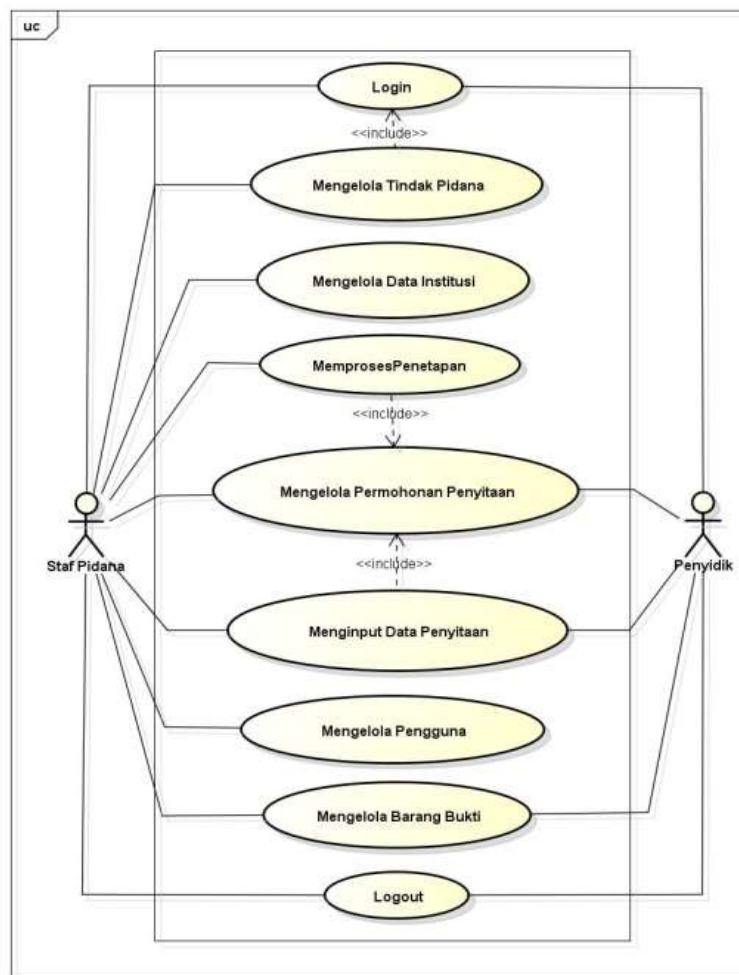 uc
Login
<<include>>
Mengelola Tindak Pidana
Mengelola Data Institusi
MemprosesPenetapan
<<include>>
Mengelola Permohonan Penyitaan
Staf Pidana
Penyidik
<<include>>
Menginput Data Penyitaan
Mengelola Pengguna
Mengelola Barang Bukti
Logout